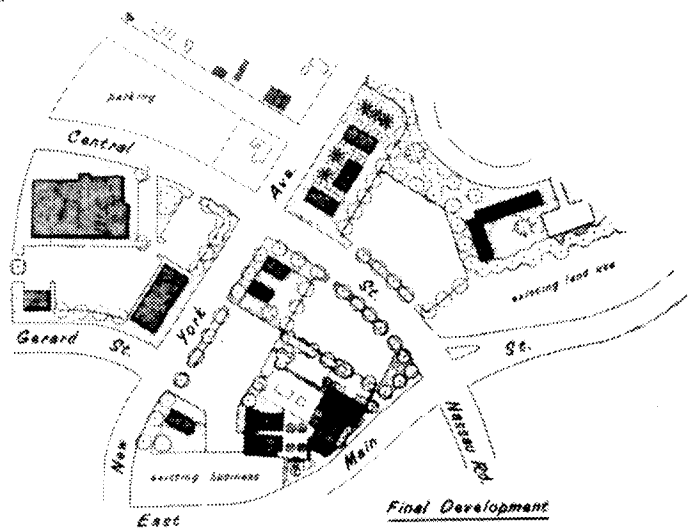 parking
Central
Ave.
existing land use
St.
York
Gerard
St.
St.
New
existing business
Main
Nassau Rd.
East
Final Development